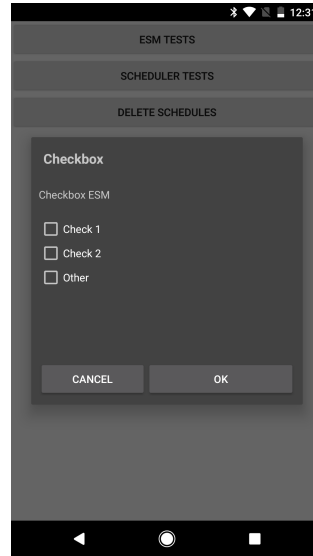 12:31
ESM TESTS
SCHEDULER TESTS
DELETE SCHEDULES
Checkbox
Checkbox ESM
Check 1
Check 2
Other
CANCEL OK